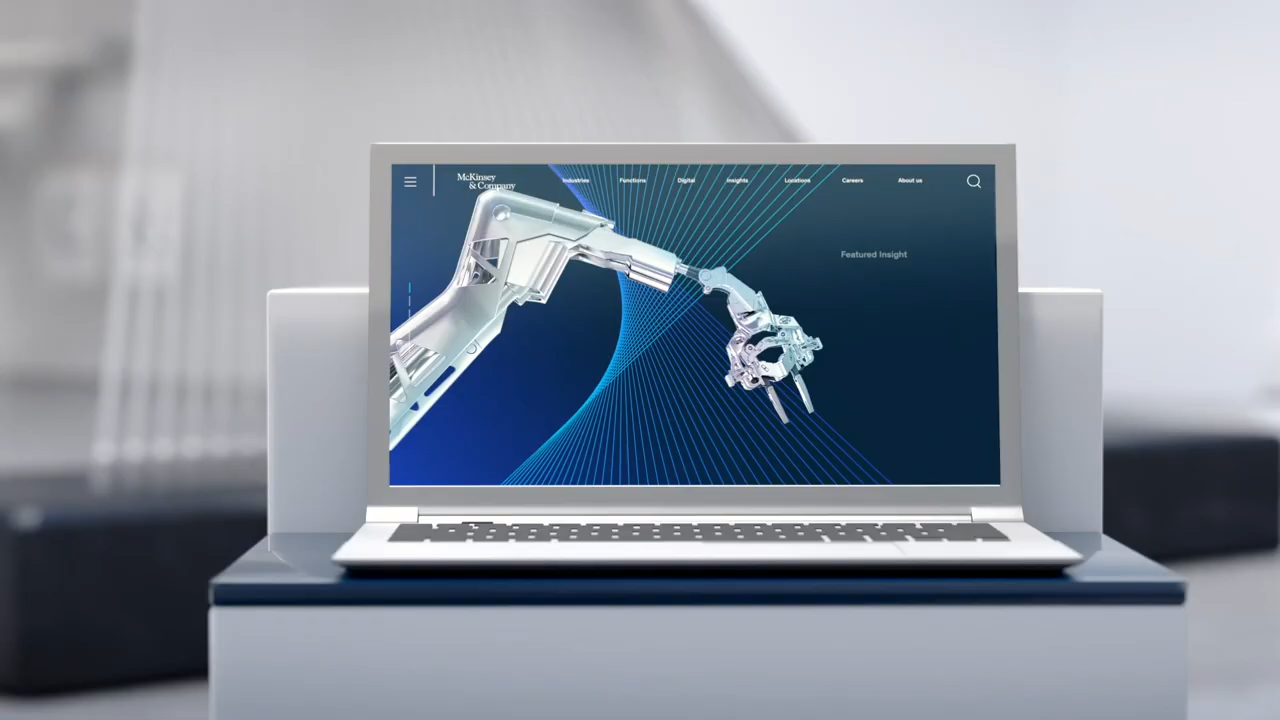 McKinsey
& Company
Industries
Functions
Digital
Insights
Locations
Careers
About us
Featured Insight